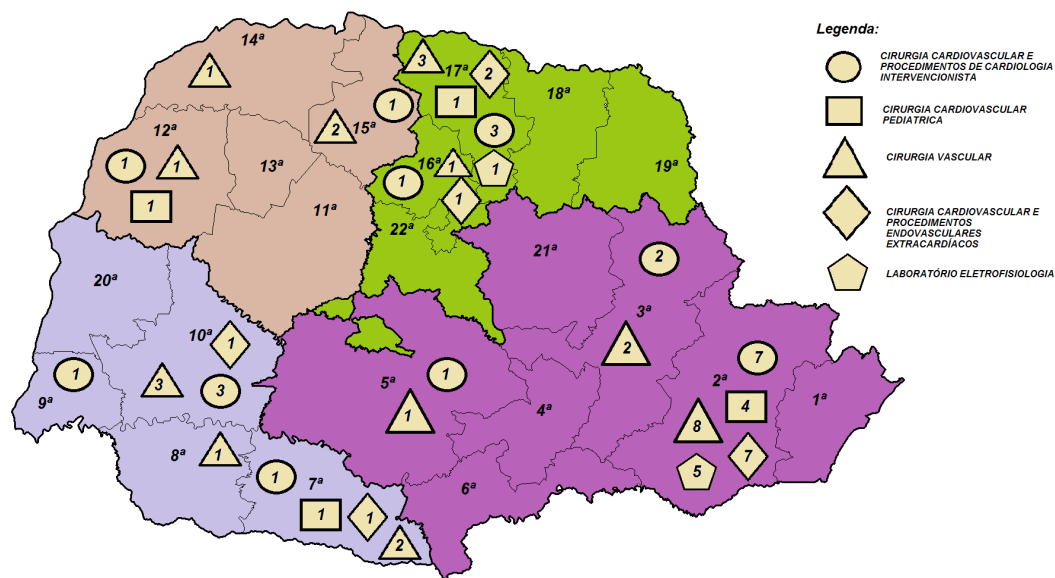 Legenda:
CIRURGIA CARDIOVASCULAR E
PROCEDIMENTOS DE CARDIOLOGIA
INTERVENCIONISTA
CIRURGIA CARDIOVASCULAR
PEDIATRICA
CIRURGIA VASCULAR
CIRURGIA CARDIOVASCULAR E
PROCEDIMENTOS
ENDOVASCULARES
EXTRACARDÍACOS
LABORATÓRIO ELETROFISIOLOGIA
14ª
1
3
17ª
2
1
18ª
1
15ª
2
3
12ª
1
1
1
13ª
16ª
1
1
1
1
19ª
11ª
22ª
21ª
2
20ª
10ª
1
3ª
2
9ª
1
3
3
5ª
1
1
4ª
7
2ª
4
1ª
8
7
5
8ª
1
1
7ª
1
1
2
6ª